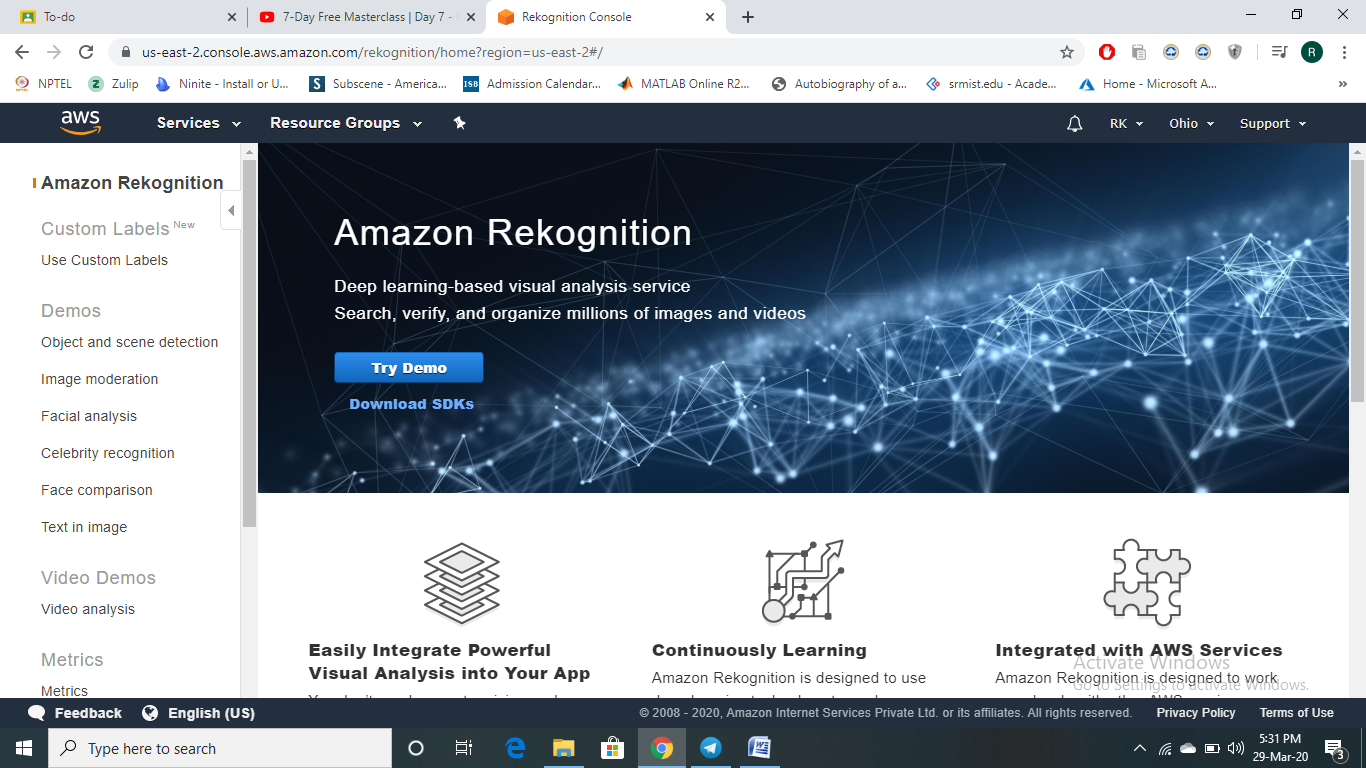 To-do
7-Day Free Masterclass | Day 7 -
Rekognition Console
us-east-2.console.aws.amazon.com/rekognition/home?region=us-east-2#/
R
NPTEL
Zulip
Ninite - Install or U...
Subscene - America...
Admission Calendar...
MATLAB Online R2...
Autobiography of a...
srmist.edu - Acade...
Home - Microsoft A...
aws
Services
Resource Groups
RK
Ohio
Support
Amazon Rekognition
Custom Labels New
Use Custom Labels
Demos
Object and scene detection
Image moderation
Facial analysis
Celebrity recognition
Face comparison
Text in image
Video Demos
Video analysis
Metrics
Metrics
Amazon Rekognition
Deep learning-based visual analysis service
Search, verify, and organize millions of images and videos
Try Demo
Download SDKs
Easily Integrate Powerful
Visual Analysis into Your App
Continuously Learning
Amazon Rekognition is designed to use
Integrated with AWS Services
Amazon Rekognition is designed to work
Activate Windows
Go to Settings to activate Windows.
Feedback
English (US)
© 2008 - 2020, Amazon Internet Services Private Ltd. or its affiliates. All rights reserved.
Privacy Policy
Terms of Use
Type here to search
5:31 PM
29-Mar-20
3